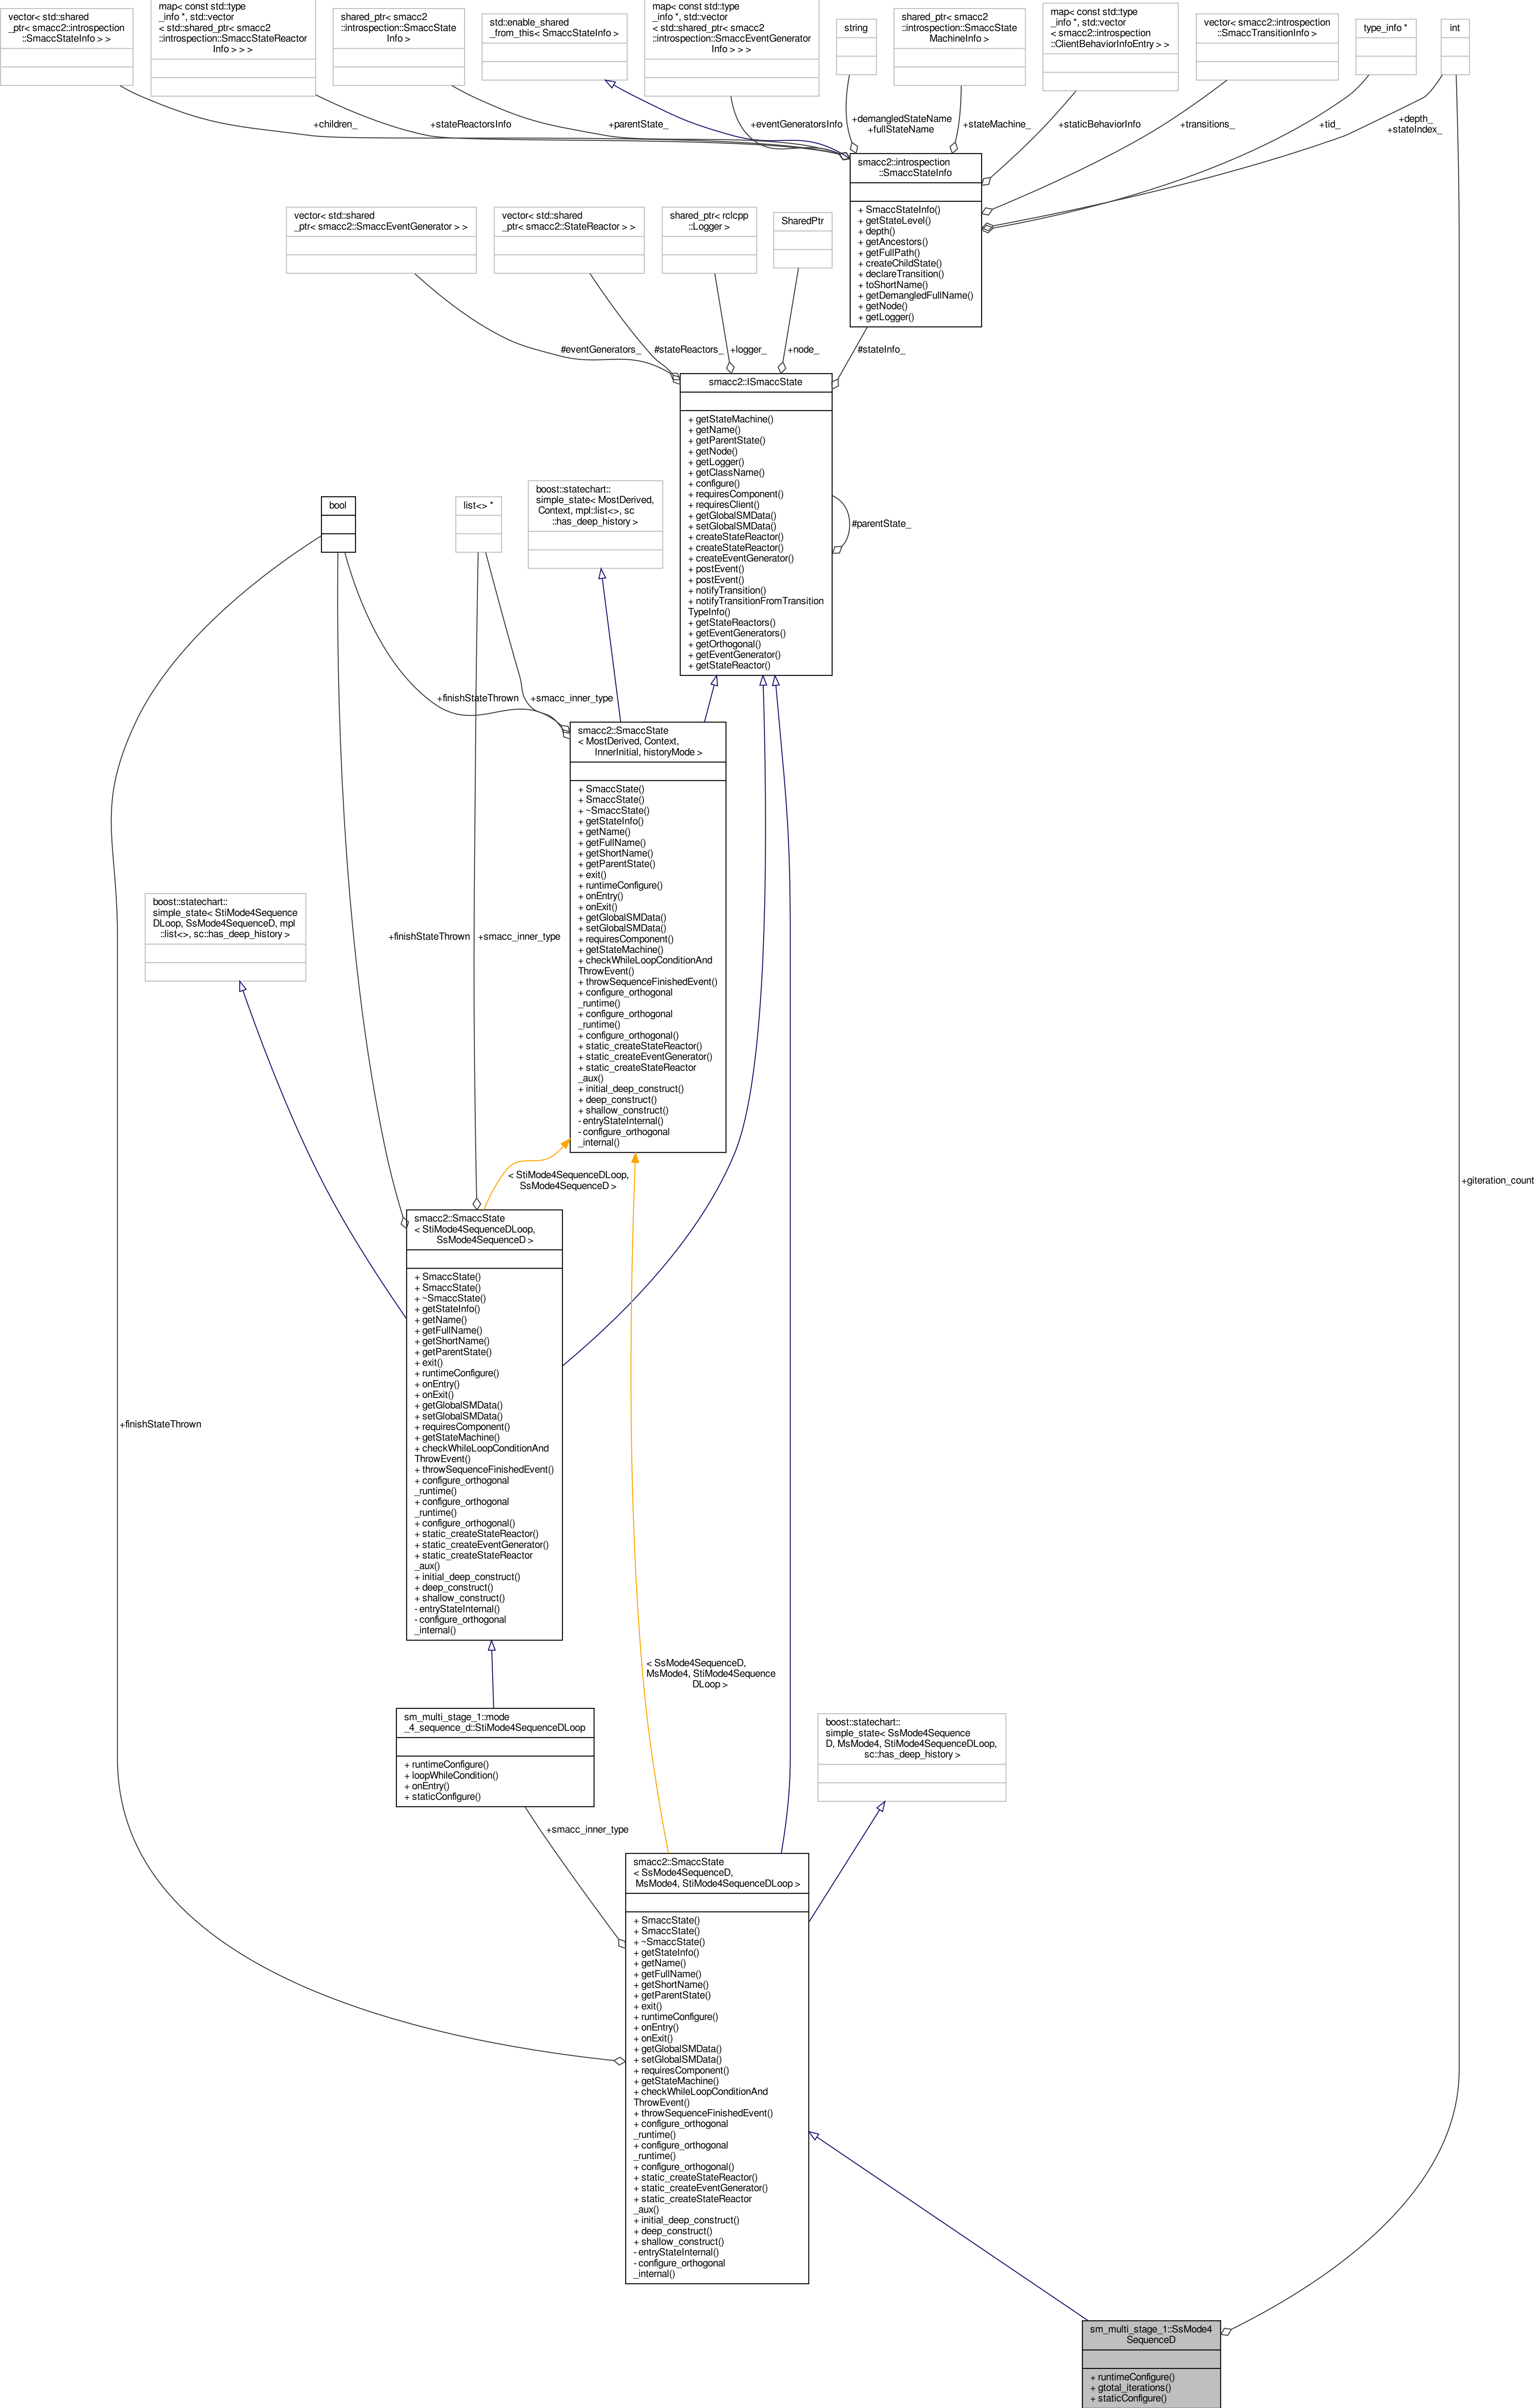 vector< std::shared
_ptr< smacc2::introspection
::SmaccStateInfo > >
map< const std::type
_info *, std::vector
< std::shared_ptr< smacc2
::introspection::SmaccStateReactor
Info > > >
shared_ptr< smacc2
::introspection::SmaccState
Info >
std::enable_shared
_from_this< SmaccStateInfo >
map< const std::type
_info *, std::vector
< std::shared_ptr< smacc2
::introspection::SmaccEventGenerator
Info > > >
string
shared_ptr< smacc2
::introspection::SmaccState
MachineInfo >
map< const std::type
_info *, std::vector
< smacc2::introspection
::ClientBehaviorInfoEntry > >
vector< smacc2::introspection
::SmaccTransitionInfo >
type_info *
int
+children_
+stateReactorsInfo
+parentState_
+eventGeneratorsInfo
+demangledStateName
+fullStateName
+stateMachine_
+staticBehaviorInfo
+transitions_
+tid_
+depth_
+stateIndex_
smacc2::introspection
::SmaccStateInfo
+ SmaccStateInfo()
+ getStateLevel()
+ depth()
+ getAncestors()
+ getFullPath()
+ createChildState()
+ declareTransition()
+ toShortName()
+ getDemangledFullName()
+ getNode()
+ getLogger()
vector< std::shared
_ptr< smacc2::SmaccEventGenerator > >
vector< std::shared
_ptr< smacc2::StateReactor > >
shared_ptr< rclcpp
::Logger >
SharedPtr
#eventGenerators_
#stateReactors_
+logger_
+node_
#stateInfo_
smacc2::ISmaccState
+ getStateMachine()
+ getName()
+ getParentState()
+ getNode()
+ getLogger()
+ getClassName()
+ configure()
+ requiresComponent()
+ requiresClient()
+ getGlobalSMData()
+ setGlobalSMData()
+ createStateReactor()
+ createStateReactor()
+ createEventGenerator()
+ postEvent()
+ postEvent()
+ notifyTransition()
+ notifyTransitionFromTransition
TypeInfo()
+ getStateReactors()
+ getEventGenerators()
+ getOrthogonal()
+ getEventGenerator()
+ getStateReactor()
#parentState_
bool
list<> *
boost::statechart::
simple_state< MostDerived,
Context, mpl::list<>, sc
::has_deep_history >
+finishStateThrown
+smacc_inner_type
smacc2::SmaccState
< MostDerived, Context,
InnerInitial, historyMode >
+ SmaccState()
+ SmaccState()
+ ~SmaccState()
+ getStateInfo()
+ getName()
+ getFullName()
+ getShortName()
+ getParentState()
+ exit()
+ runtimeConfigure()
+ onEntry()
+ onExit()
+ getGlobalSMData()
+ setGlobalSMData()
+ requiresComponent()
+ getStateMachine()
+ checkWhileLoopConditionAnd
ThrowEvent()
+ throwSequenceFinishedEvent()
+ configure_orthogonal
_runtime()
+ configure_orthogonal
_runtime()
+ configure_orthogonal()
+ static_createStateReactor()
+ static_createEventGenerator()
+ static_createStateReactor
_aux()
+ initial_deep_construct()
+ deep_construct()
+ shallow_construct()
- entryStateInternal()
- configure_orthogonal
_internal()
boost::statechart::
simple_state< StiMode4Sequence
DLoop, SsMode4SequenceD, mpl
::list<>, sc::has_deep_history >
+finishStateThrown
+smacc_inner_type
< StiMode4SequenceDLoop,
SsMode4SequenceD >
+giteration_count
smacc2::SmaccState
< StiMode4SequenceDLoop,
SsMode4SequenceD >
+ SmaccState()
+ SmaccState()
+ ~SmaccState()
+ getStateInfo()
+ getName()
+ getFullName()
+ getShortName()
+ getParentState()
+ exit()
+ runtimeConfigure()
+ onEntry()
+ onExit()
+ getGlobalSMData()
+ setGlobalSMData()
+ requiresComponent()
+ getStateMachine()
+ checkWhileLoopConditionAnd
ThrowEvent()
+ throwSequenceFinishedEvent()
+ configure_orthogonal
_runtime()
+ configure_orthogonal
_runtime()
+ configure_orthogonal()
+ static_createStateReactor()
+ static_createEventGenerator()
+ static_createStateReactor
_aux()
+ initial_deep_construct()
+ deep_construct()
+ shallow_construct()
- entryStateInternal()
- configure_orthogonal
_internal()
+finishStateThrown
< SsMode4SequenceD,
MsMode4, StiMode4Sequence
DLoop >
sm_multi_stage_1::mode
_4_sequence_d::StiMode4SequenceDLoop
+ runtimeConfigure()
+ loopWhileCondition()
+ onEntry()
+ staticConfigure()
boost::statechart::
simple_state< SsMode4Sequence
D, MsMode4, StiMode4SequenceDLoop,
sc::has_deep_history >
+smacc_inner_type
smacc2::SmaccState
< SsMode4SequenceD,
MsMode4, StiMode4SequenceDLoop >
+ SmaccState()
+ SmaccState()
+ ~SmaccState()
+ getStateInfo()
+ getName()
+ getFullName()
+ getShortName()
+ getParentState()
+ exit()
+ runtimeConfigure()
+ onEntry()
+ onExit()
+ getGlobalSMData()
+ setGlobalSMData()
+ requiresComponent()
+ getStateMachine()
+ checkWhileLoopConditionAnd
ThrowEvent()
+ throwSequenceFinishedEvent()
+ configure_orthogonal
_runtime()
+ configure_orthogonal
_runtime()
+ configure_orthogonal()
+ static_createStateReactor()
+ static_createEventGenerator()
+ static_createStateReactor
_aux()
+ initial_deep_construct()
+ deep_construct()
+ shallow_construct()
- entryStateInternal()
- configure_orthogonal
_internal()
sm_multi_stage_1::SsMode4
SequenceD
+ runtimeConfigure()
+ gtotal_iterations()
+ staticConfigure()